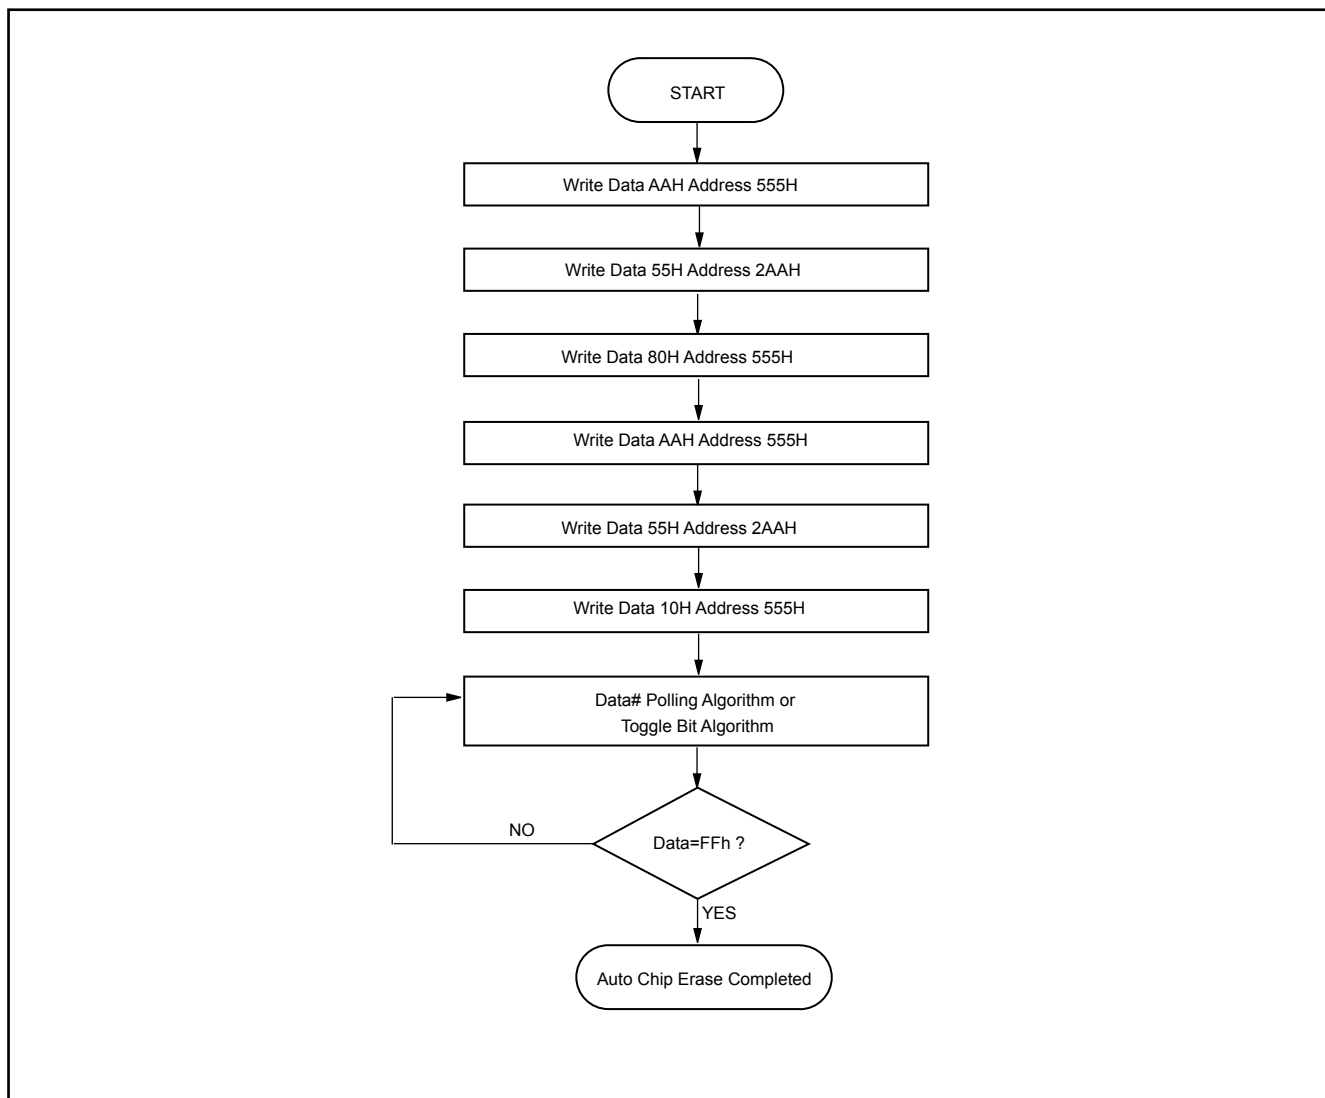 START
Write Data AAH Address 555H
Write Data 55H Address 2AAH
Write Data 80H Address 555H
Write Data AAH Address 555H
Write Data 55H Address 2AAH
Write Data 10H Address 555H
Data# Polling Algorithm or
Toggle Bit Algorithm
NO
Data=FFh ?
YES
Auto Chip Erase Completed